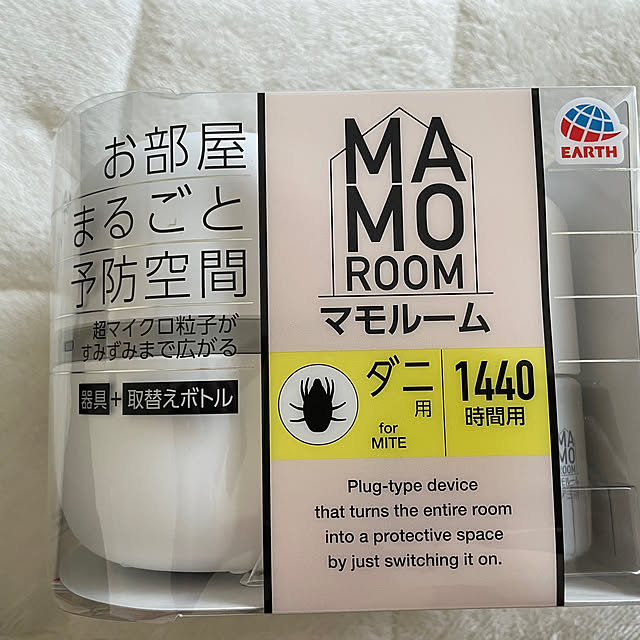 お部屋
まるごと
予防空間
超マイクロ粒子が
すみずみまで広がる
器具+取替えボトル
MA
MO
ROOM
マモルーム
ダニ
用
for
MITE
1440
時間用
Plug-type device
that turns the entire room
into a protective space
by just switching it on.
EARTH
MA
MO
ROOM